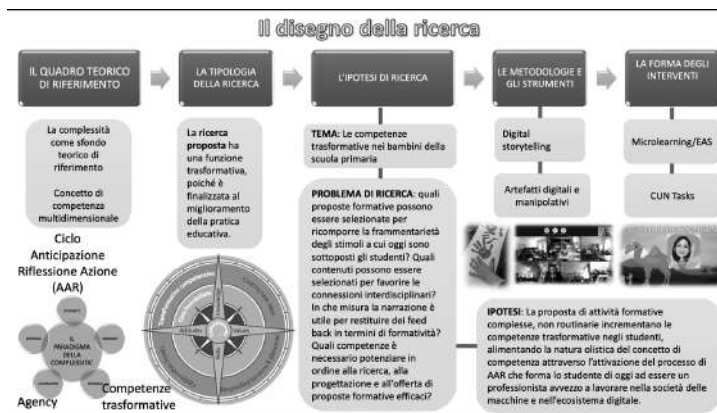 Il disegno della ricerca
IL QUADRO TEORICO
DI RIFERIMENTO
LA TIPOLOGIA
DELLA RICERCA
L'IPOTESI DI RICERCA
LE METODOLOGIE E
GLI STRUMENTI
LA FORMA DEGLI
INTERVENTI
La complessità
come sfondo
teorico di
riferimento
Concetto di
competenza
multidimensionale
Ciclo
Anticipazione
Riflessione Azione
(AAR)
IL
PARADIGMA
DELLA
COMPLESSITA'
Agency
Competenze
trasformative
La ricerca
proposta ha
una funzione
trasformativa,
poiché è
finalizzata al
miglioramento
della pratica
educativa.
Attitudes
Values
Skills
TEMA: Le competenze
trasformative nei bambini della
scuola primaria
PROBLEMA DI RICERCA: quali
proposte formative possono
essere selezionate per
ricomporre la frammentarietà
degli stimoli a cui oggi sono
sottoposti gli studenti? Quali
contenuti possono essere
selezionati per favorire le
connessioni interdisciplinari?
In che misura la narrazione è
utile per restituire dei feed
back in termini di formatività?
Quali competenze è
necessario potenziare in
ordine alla ricerca, alla
progettazione e all'offerta di
proposte formative efficaci?
Digital
storytelling
Artefatti digitali e
manipolativi
Microlearning/EAS
CUN Tasks
IPOTESI: La proposta di attività formative
complesse, non routinarie incrementano le
competenze trasformative negli studenti,
alimentando la natura olistica del concetto di
competenza attraverso l'attivazione del processo di
AAR che forma lo studente di oggi ad essere un
professionista avvezzo a lavorare nella società delle
macchine e nell'ecosistema digitale.